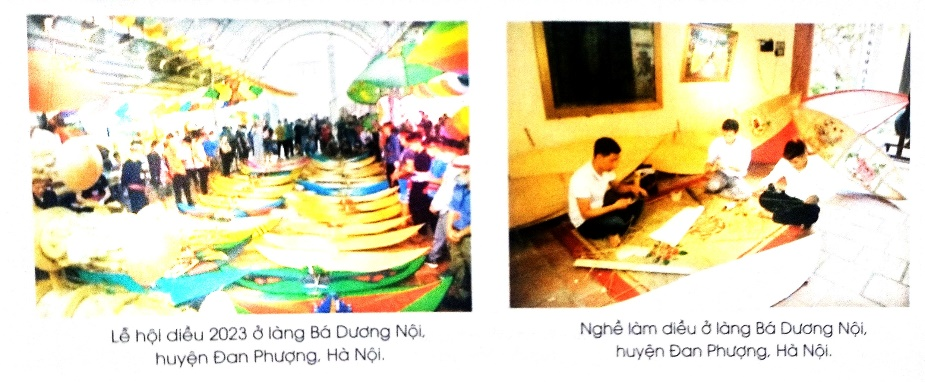 Lễ hội diều 2023 ở làng Bá Dương Nội,
huyện Đan Phượng, Hà Nội.
Nghề làm diều ở làng Bá Dương Nội,
huyện Đan Phượng, Hà Nội.